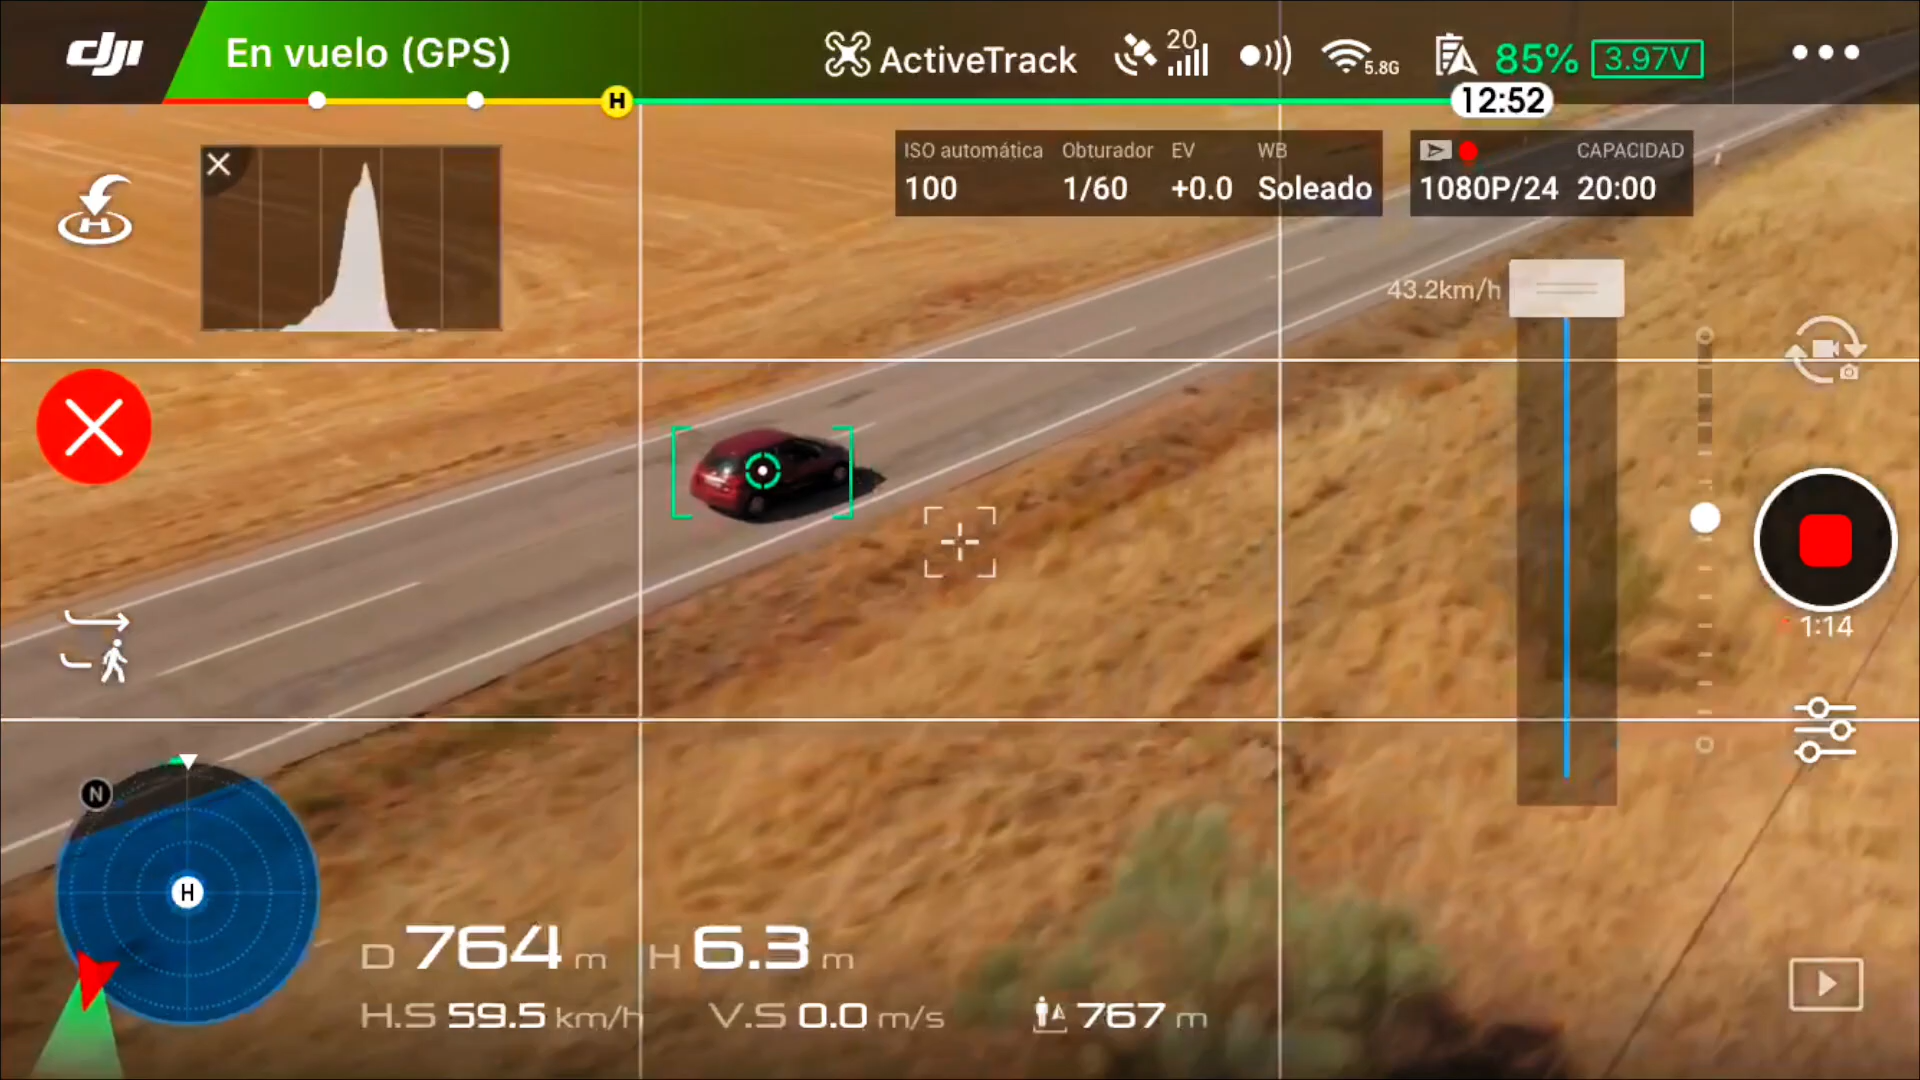 dji
En vuelo (GPS)
ActiveTrack
20
5.8G
85%
3.97V
H
12:52
ISO automática Obturador EV WB
100 1/60 +0.0 Soleado
CAPACIDAD
1080P/24 20:00
H
43.2km/h
1:14
N
H
D 764 m H 6.3 m
H.S 59.5 km/h V.S 0.0 m/s 767 m